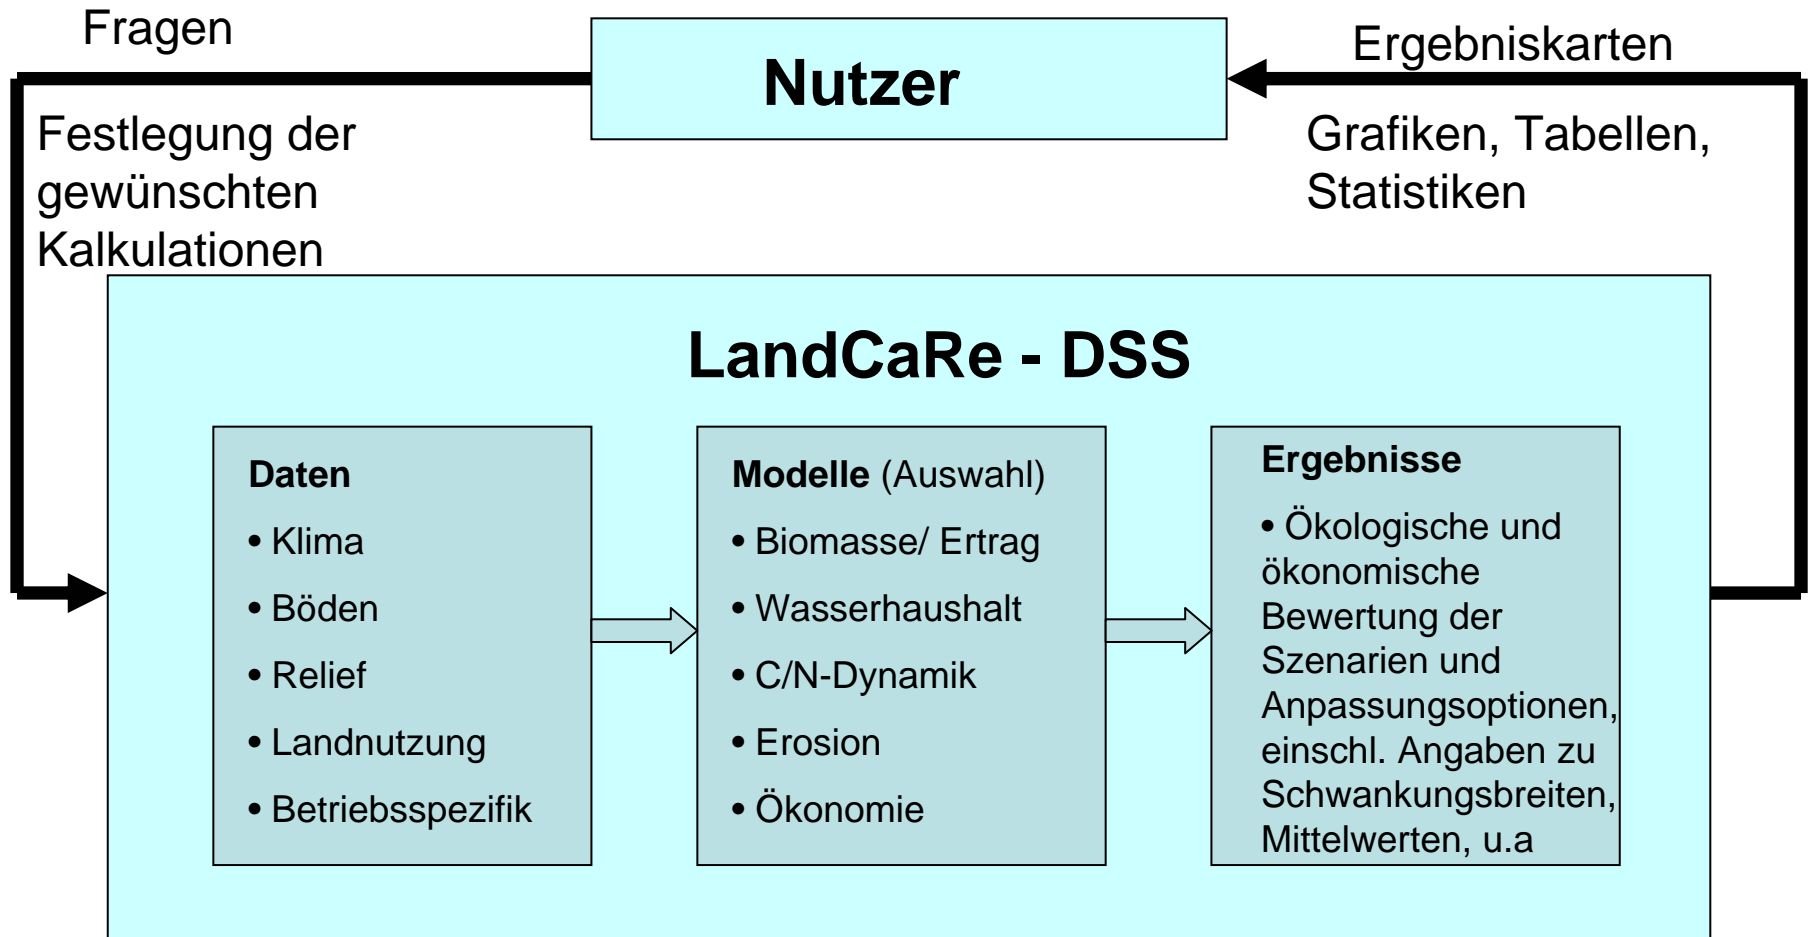 Fragen
Nutzer
Ergebniskarten
Festlegung der
gewünschten
Kalkulationen
Grafiken, Tabellen,
Statistiken
LandCaRe - DSS
Daten
• Klima
• Böden
• Relief
• Landnutzung
• Betriebsspezifik
Modelle (Auswahl)
• Biomasse/ Ertrag
• Wasserhaushalt
• C/N-Dynamik
• Erosion
• Ökonomie
Ergebnisse
• Ökologische und
ökonomische
Bewertung der
Szenarien und
Anpassungsoptionen,
einschl. Angaben zu
Schwankungsbreiten,
Mittelwerten, u.a